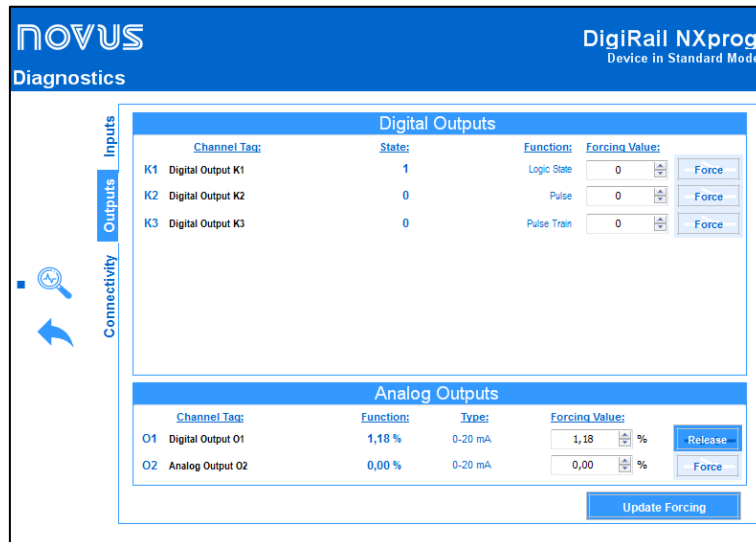 novus
DigiRail NXprog
Device in Standard Mode
Diagnostics
Inputs
Outputs
Connectivity
Digital Outputs
Channel Tag: State: Function: Forcing Value:
K1 Digital Output K1 1 Logic State 0 Force
K2 Digital Output K2 0 Pulse 0 Force
K3 Digital Output K3 0 Pulse Train 0 Force
Analog Outputs
Channel Tag: Function: Type: Forcing Value:
O1 Digital Output O1 1,18 % 0-20 mA 1,18 % Release
O2 Analog Output O2 0,00 % 0-20 mA 0,00 % Force
Update Forcing